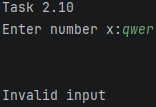 Task 2.10
Enter number x:qwer
Invalid input